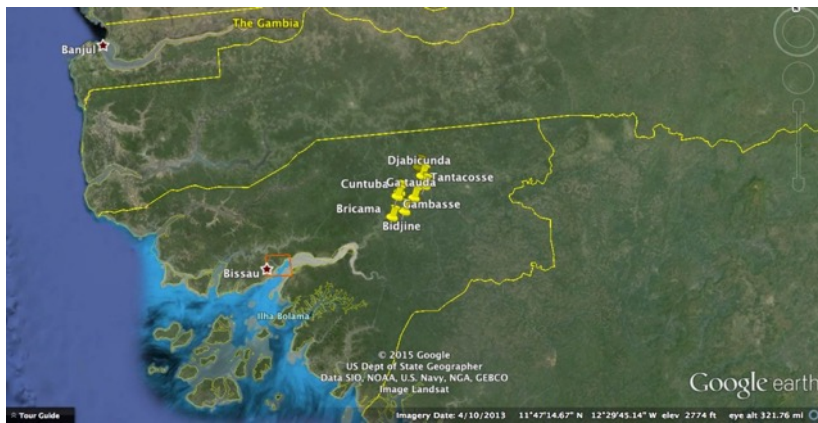 The Gambia
Banjul
Djabicunda
Tantacosse
Cuntuba
Gambasse
Bricama
Bidjine
Bissau
Ilha Bolama
© 2015 Google
US Dept of State Geographer
Data SIO, NOAA, U.S. Navy, NGA, GEBCO
Image Landsat
Google earth
Tour Guide
Imagery Date: 4/10/2013 11°47'14.67" N 12°29'45.14" W elev 2774 ft eye alt 321.76 mi